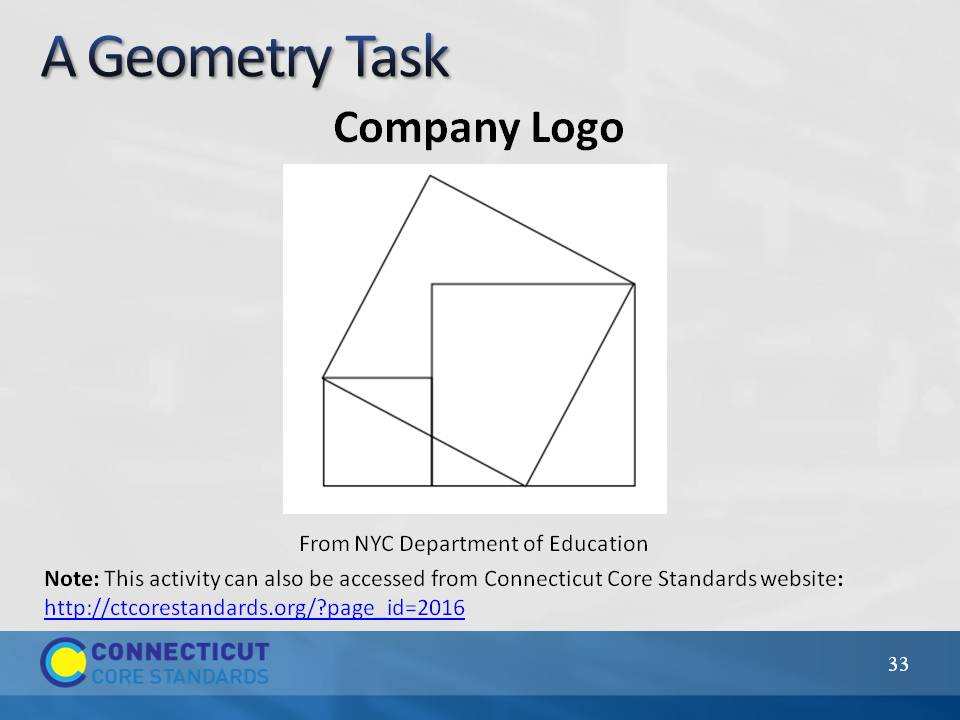 A Geometry Task
Company Logo
From NYC Department of Education
Note: This activity can also be accessed from Connecticut Core Standards website:
http://ctcorestandards.org/?page_id=2016
CONNECTICUT
CORE STANDARDS
33